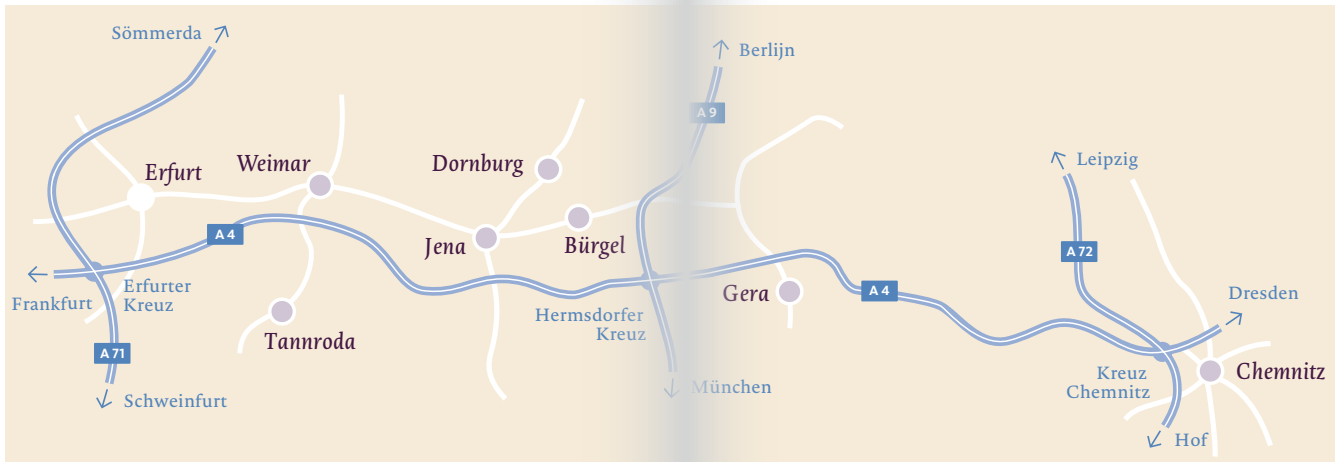 Sömmerda
Berlijn
A 9
Erfurt
Weimar
Dornburg
Leipzig
A 4
Jena
Bürgel
A 72
Frankfurt
Erfurter
Kreuz
Gera
A 4
Dresden
Hermsdorfer
Kreuz
Tannroda
A 71
Kreuz
Chemnitz
Chemnitz
München
Schweinfurt
Hof